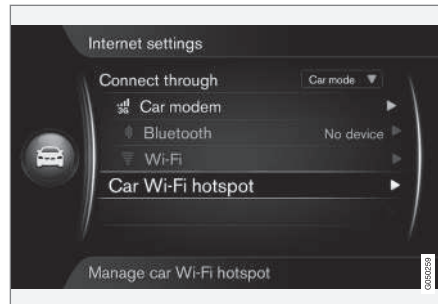 Internet settings
Connect through Car mode
3G Car modem
Bluetooth No device
Wi-Fi
Car Wi-Fi hotspot
Manage car Wi-Fi hotspot
G050259